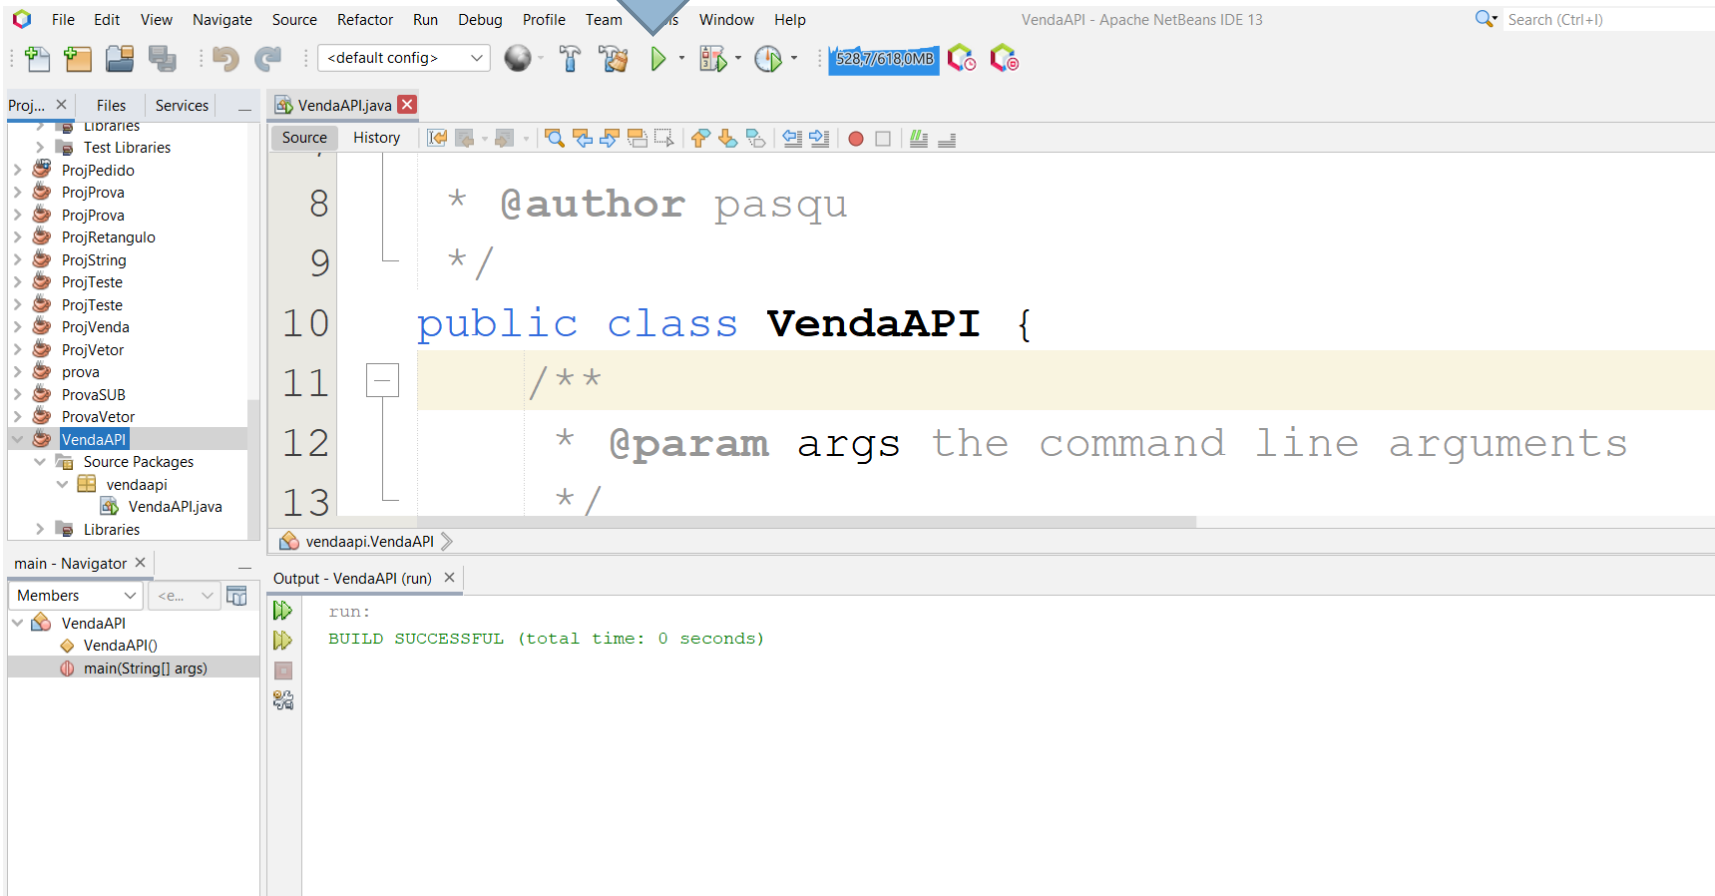 File Edit View Navigate Source Refactor Run Debug Profile Team ls Window Help VendaAPI - Apache NetBeans IDE 13 Search (Ctrl+I)
<default config> 528,7/618,0MB
Proj... Files Services
VendaAPI.java
Libraries
Test Libraries
ProjPedido
ProjProva
ProjProva
ProjRetangulo
ProjString
ProjTeste
ProjTeste
ProjVenda
ProjVetor
prova
ProvaSUB
ProvaVetor
VendaAPI
Source Packages
vendaapi
VendaAPI.java
Libraries
Source History
8 * @author pasqu
9 */
10 public class VendaAPI {
11 /**
12 * @param args the command line arguments
13 */
vendaapi.VendaAPI
main - Navigator
Members <e...
VendaAPI
VendaAPI()
main(String[] args)
Output - VendaAPI (run)
run:
BUILD SUCCESSFUL (total time: 0 seconds)